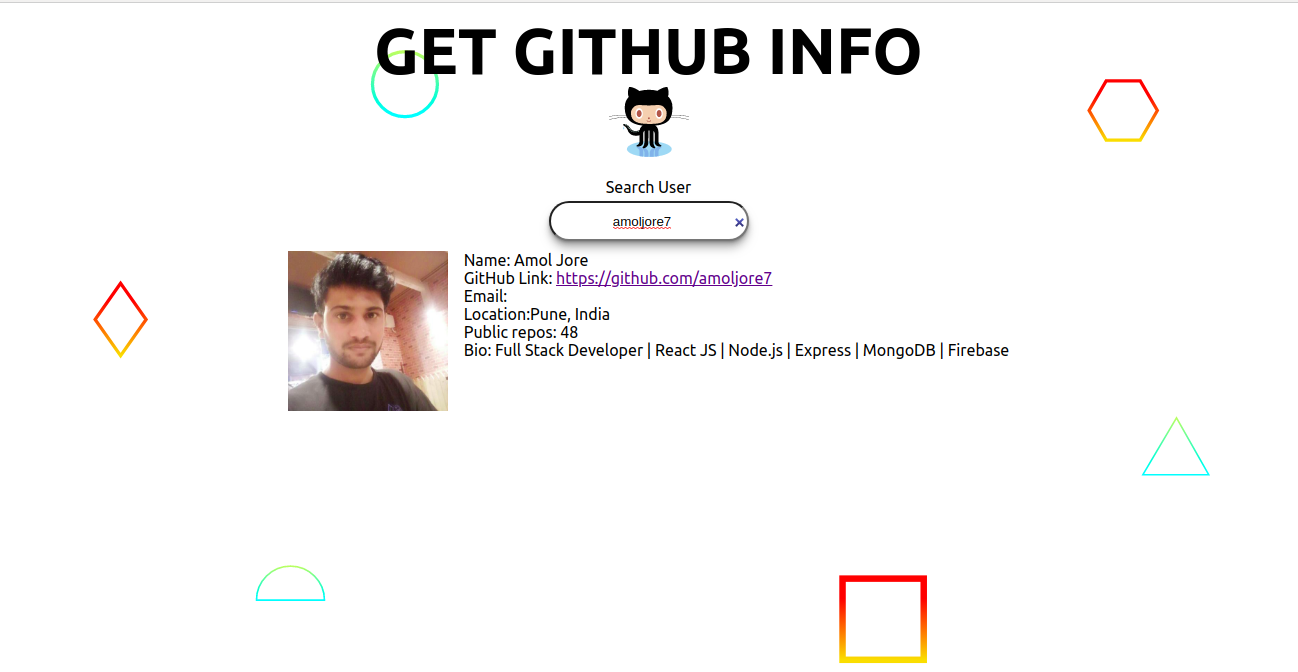 GET GITHUB INFO
Search User
amoljore7
Name: Amol Jore
GitHub Link: https://github.com/amoljore7
Email:
Location:Pune, India
Public repos: 48
Bio: Full Stack Developer | React JS | Node.js | Express | MongoDB | Firebase